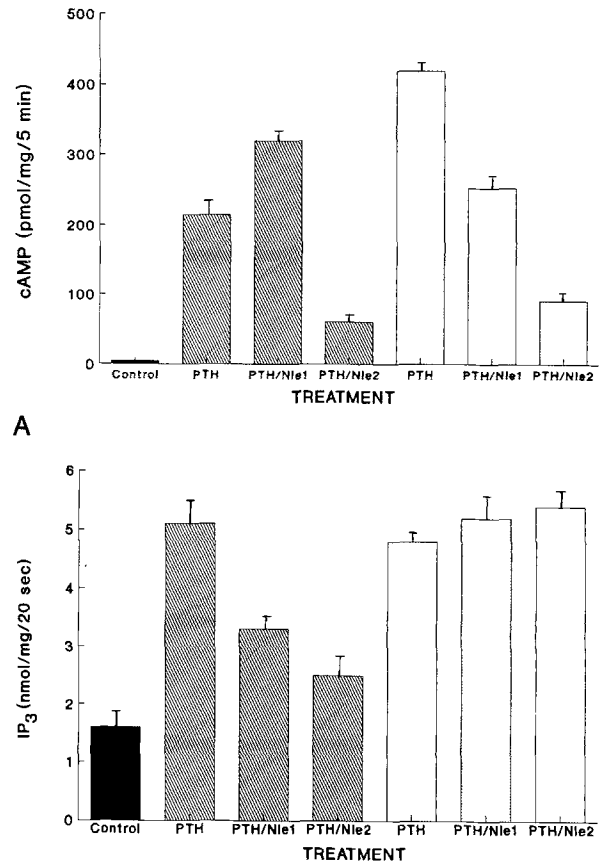 500
400
300
200
100
0
cAMP (pmol/mg/5 min)
Control PTH PTH/Nle1 PTH/Nle2 PTH PTH/Nle1 PTH/Nle2
TREATMENT
A
6
5
4
3
2
1
0
IP3 (nmol/mg/20 sec)
Control PTH PTH/Nle1 PTH/Nle2 PTH PTH/Nle1 PTH/Nle2
TREATMENT